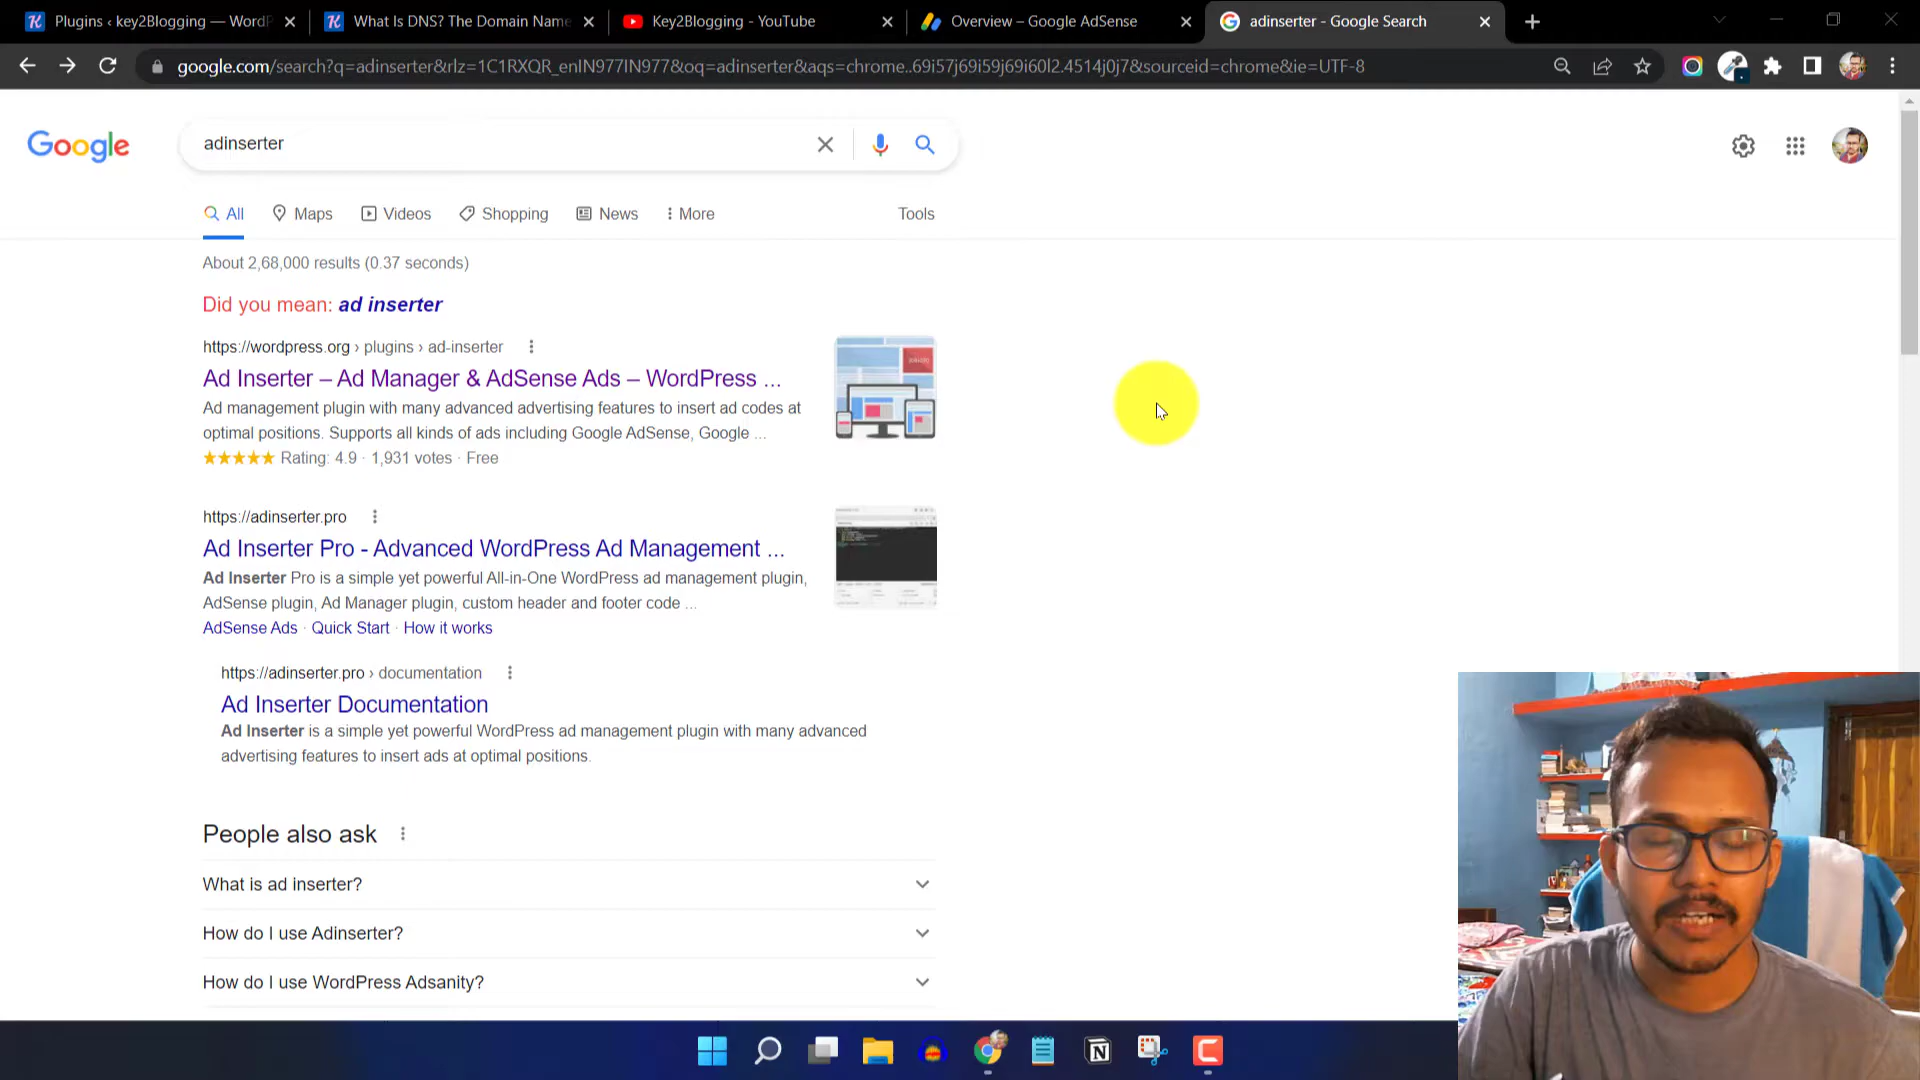 Plugins ‹ key2Blogging — WordP
What Is DNS? The Domain Name
Key2Blogging - YouTube
Overview – Google AdSense
adinserter - Google Search
google.com/search?q=adinserter&rlz=1C1RXQR_enIN977IN977&oq=adinserter&aqs=chrome..69i57j69i59j69i60l2.4514j0j7&sourceid=chrome&ie=UTF-8
Google
adinserter
All
Maps
Videos
Shopping
News
More
Tools
About 2,68,000 results (0.37 seconds)
Did you mean: ad inserter
https://wordpress.org › plugins › ad-inserter
Ad Inserter – Ad Manager & AdSense Ads – WordPress ...
Ad management plugin with many advanced advertising features to insert ad codes at
optimal positions. Supports all kinds of ads including Google AdSense, Google ...
Rating: 4.9 · 1,931 votes · Free
https://adinserter.pro
Ad Inserter Pro - Advanced WordPress Ad Management ...
Ad Inserter Pro is a simple yet powerful All-in-One WordPress ad management plugin,
AdSense plugin, Ad Manager plugin, custom header and footer code ...
AdSense Ads · Quick Start · How it works
https://adinserter.pro › documentation
Ad Inserter Documentation
Ad Inserter is a simple yet powerful WordPress ad management plugin with many advanced
advertising features to insert ads at optimal positions.
People also ask
What is ad inserter?
How do I use Adinserter?
How do I use WordPress Adsanity?